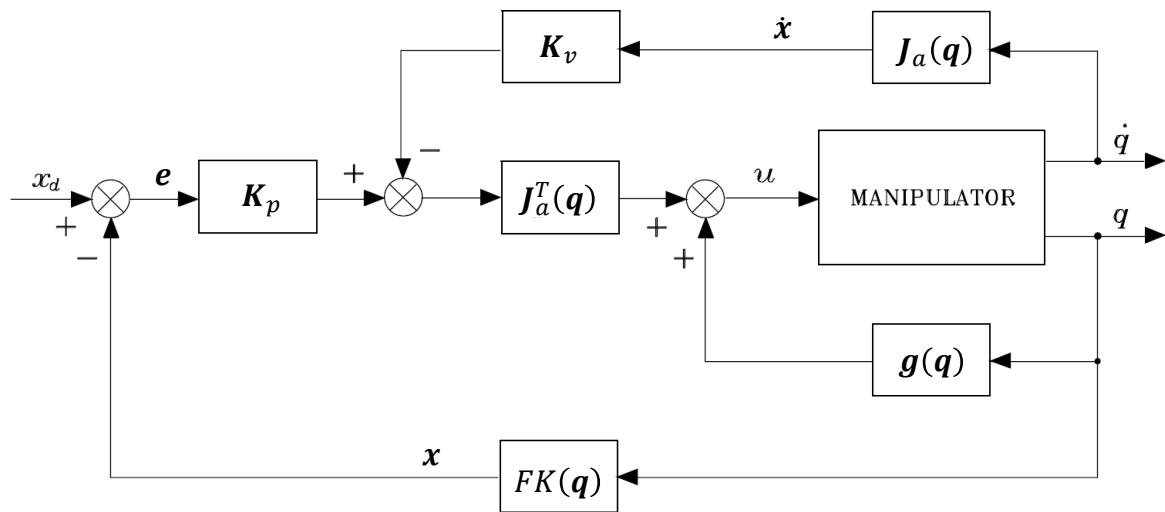 K_v
ẋ
J_a(q)
q̇
x_d
e
K_p
J_a^T(q)
u
MANIPULATOR
q
+
−
+
−
+
+
g(q)
x
FK(q)